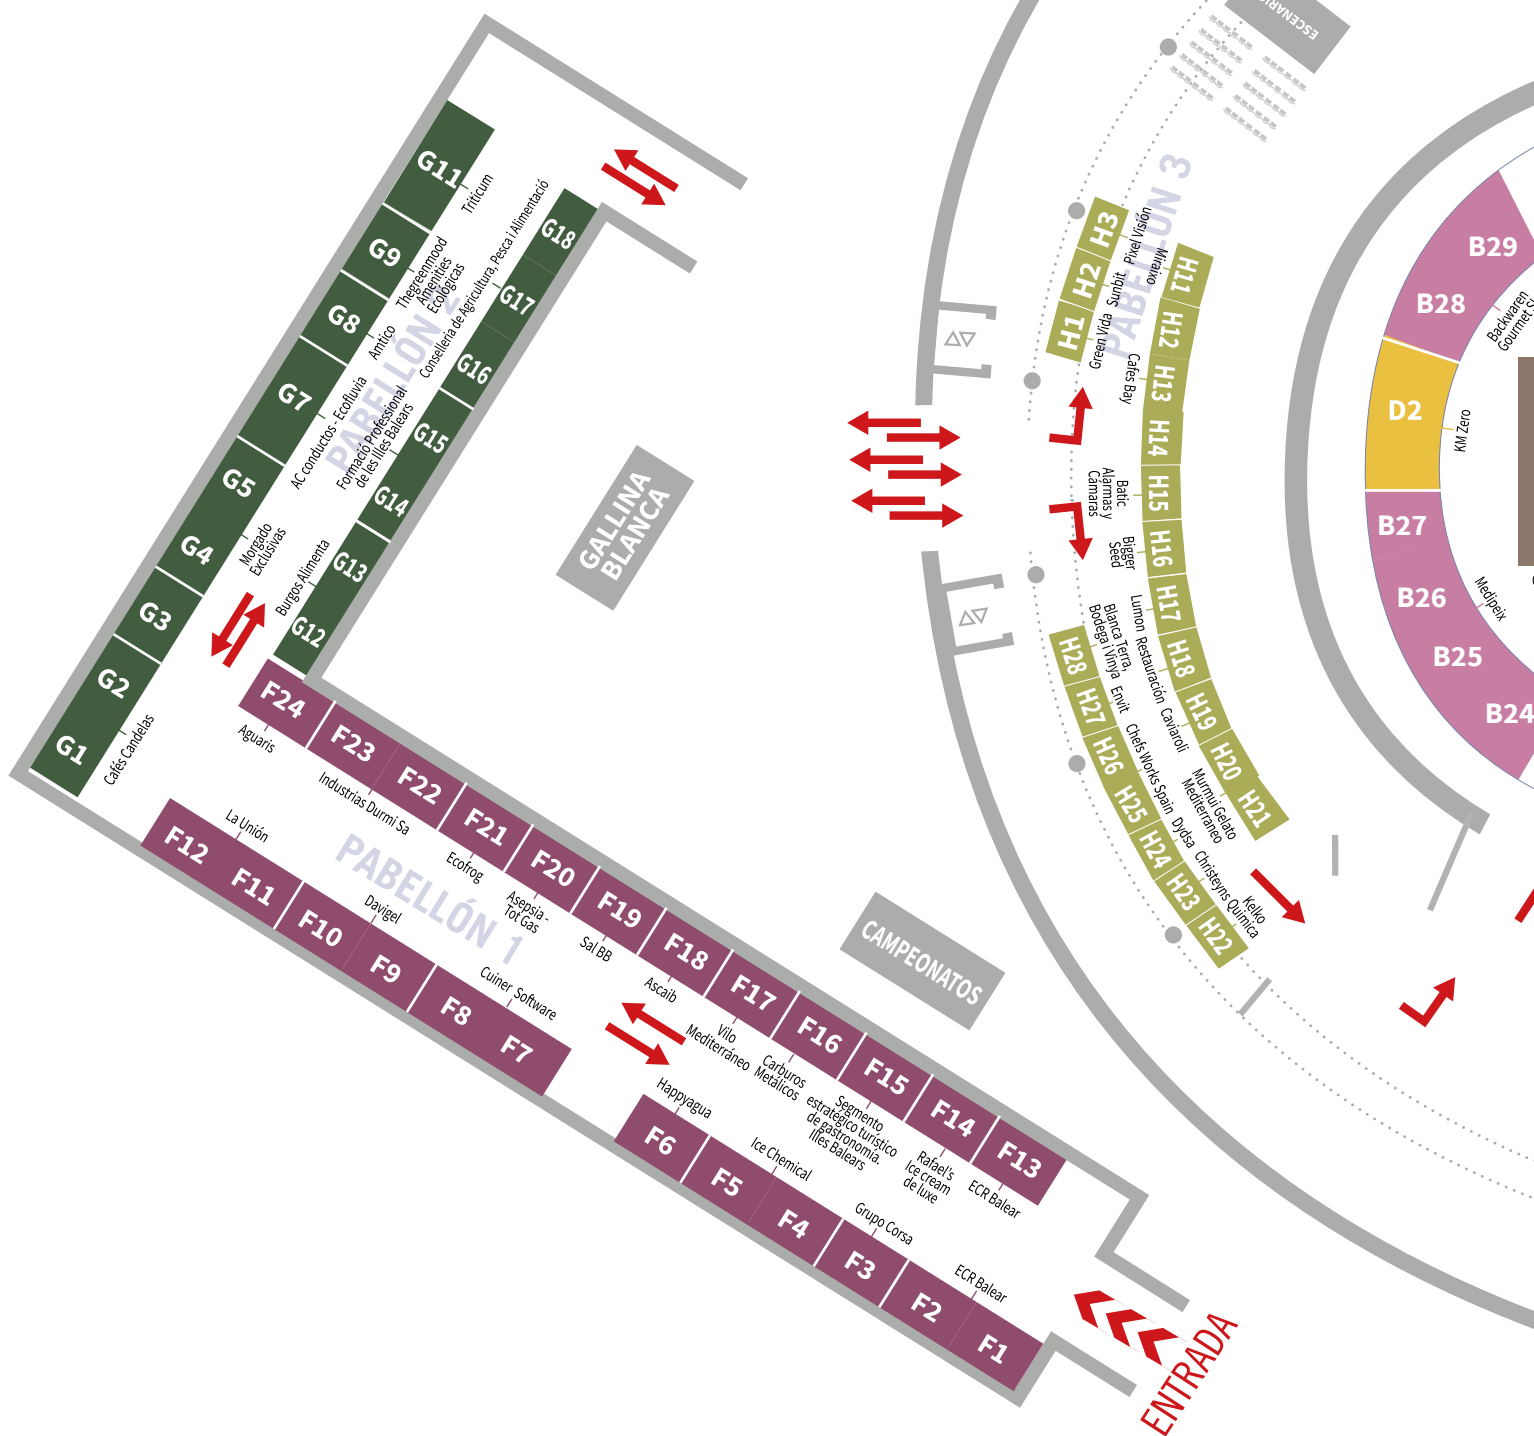 ESCENARIO
PABELLÓN 2
G11
Triticum
G9
Thegreenmood
Amenities
Ecológicas
G8
Amtico
G7
AC conductos - Ecofluvia
G5
G4
Morgado
Exclusivas
G3
G2
G1
Cafés Candelas
G18
G17
Conselleria de Agricultura, Pesca i Alimentació
G16
G15
Formació Professional
de les Illes Balears
G14
G13
Burgos Alimenta
G12
GALLINA
BLANCA
PABELLÓN 1
F24
Aguaris
F23
Industrias Durmi Sa
F22
F21
Ecofrog
F20
Asepsia -
Tot Gas
F19
Sal BB
F18
Ascaib
F17
Vilo
Mediterráneo
F16
Carburos
Metálicos
F15
Segmento
estratégico turístico
de gastronomía.
Illes Balears
F14
Rafael's
Ice cream
de luxe
F13
ECR Balear
F12
La Unión
F11
F10
Davigel
F9
F8
Cuiner Software
F7
F6
Happyagua
F5
Ice Chemical
F4
F3
Grupo Corsa
F2
ECR Balear
F1
ENTRADA
CAMPEONATOS
PABELLÓN 3
H3
Pixel Visión
H2
Sunbit
H1
Green Vida
H11
Miraixo
H12
H13
Cafes Bay
H14
H15
Batic
Alarmas y
Cámaras
H16
Bigger
Seed
H17
Lumon
H18
Restauración
H19
Caviaroli
H20
Murmui Gelato
Mediterraneo
H21
H28
Blanca Terra,
Bodega i Vinya
H27
Envit
H26
Chefs Works Spain
H25
H24
Dydsa
H23
Christeyns Química
H22
Kelko
B29
B28
Backwaren
D2
KM Zero
B27
B26
Medipeix
B25
B24